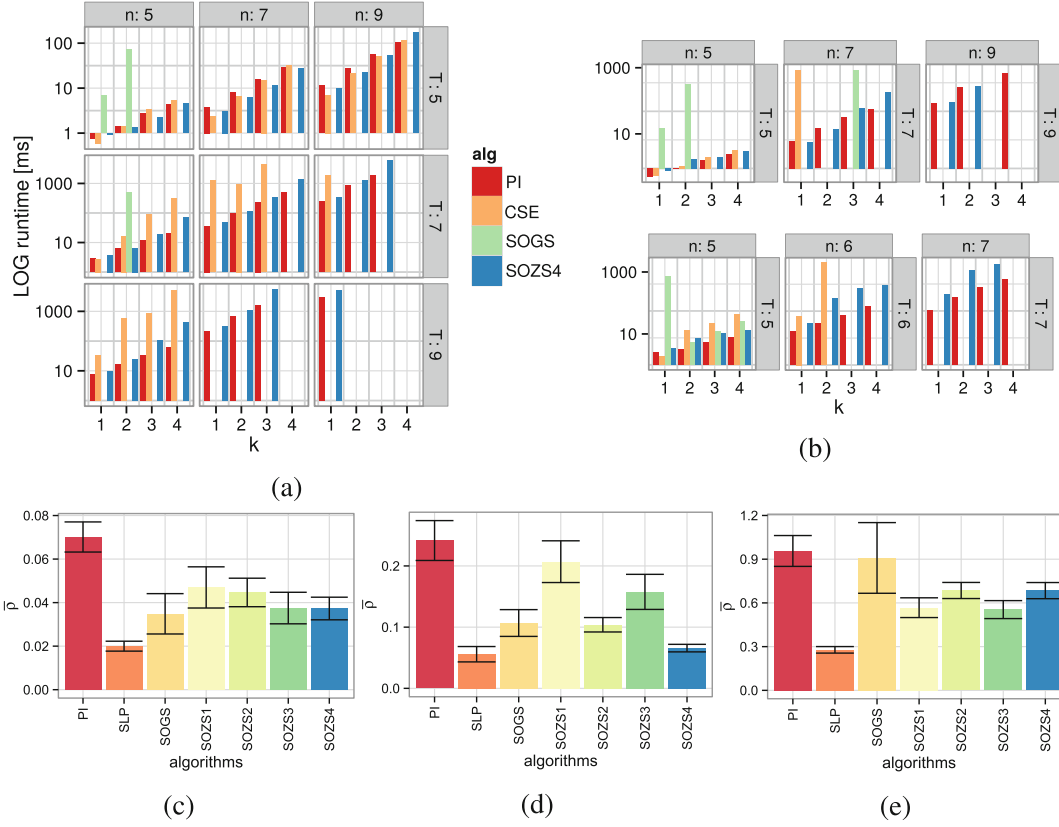 n: 5
n: 7
n: 9
LOG runtime [ms]
100
10
1
T: 5
1000
10
T: 7
1000
10
T: 9
1 2 3 4
1 2 3 4
1 2 3 4
k
(a)
alg
PI
CSE
SOGS
SOZS4
n: 5
n: 7
n: 9
1000
10
T: 5
T: 7
T: 9
1 2 3 4
1 2 3 4
1 2 3 4
n: 5
n: 6
n: 7
1000
10
T: 5
T: 6
T: 7
1 2 3 4
1 2 3 4
1 2 3 4
k
(b)
0.08
0.06
0.04
0.02
0.00
ρ̅
PI
SLP
SOGS
SOZS1
SOZS2
SOZS3
SOZS4
algorithms
(c)
0.2
0.1
0.0
ρ̅
PI
SLP
SOGS
SOZS1
SOZS2
SOZS3
SOZS4
algorithms
(d)
1.2
0.9
0.6
0.3
0.0
ρ̅
PI
SLP
SOGS
SOZS1
SOZS2
SOZS3
SOZS4
algorithms
(e)